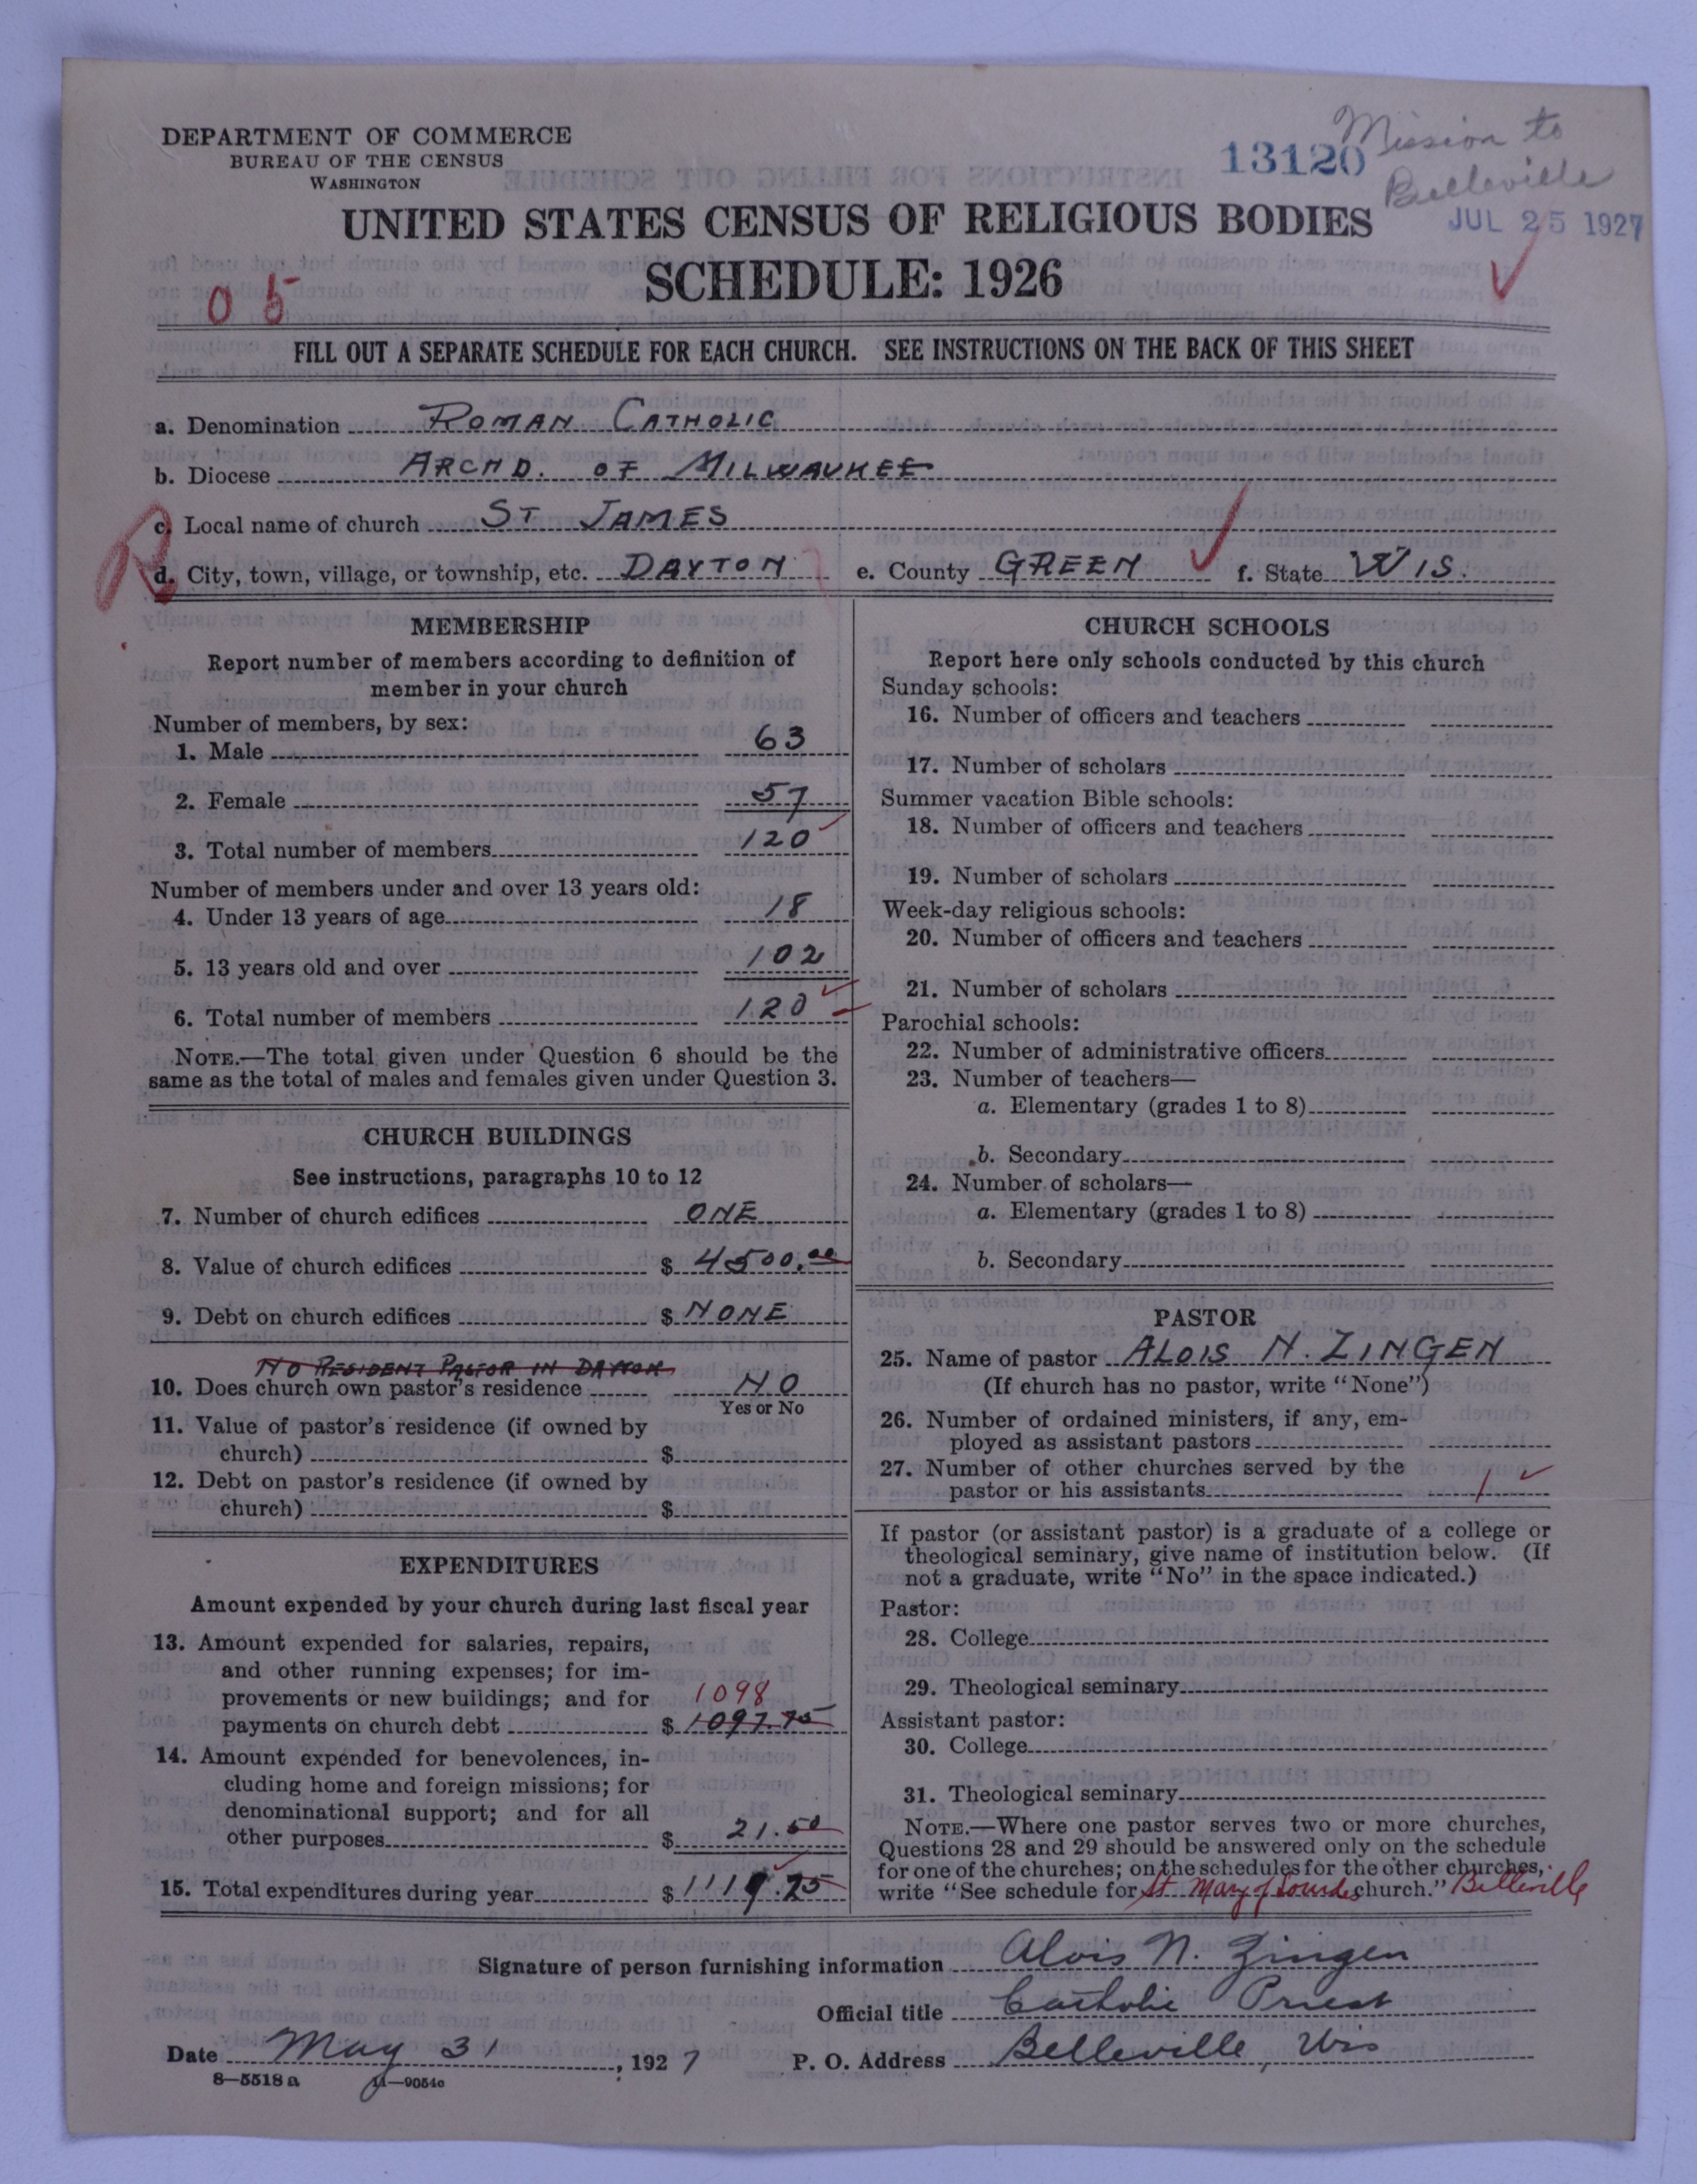 DEPARTMENT OF COMMERCE
BUREAU OF THE CENSUS
WASHINGTON
13120
Mission to
Belleville
JUL 25 1927
UNITED STATES CENSUS OF RELIGIOUS BODIES
SCHEDULE: 1926
0 5
FILL OUT A SEPARATE SCHEDULE FOR EACH CHURCH. SEE INSTRUCTIONS ON THE BACK OF THIS SHEET
a. Denomination ROMAN CATHOLIC
b. Diocese ARCHD. OF MILWAUKEE
c. Local name of church ST JAMES
R
d. City, town, village, or township, etc. DAYTON e. County GREEN f. State WIS.
MEMBERSHIP
Report number of members according to definition of
member in your church
Number of members, by sex:
1. Male 63
2. Female 57
3. Total number of members 120
Number of members under and over 13 years old:
4. Under 13 years of age 18
5. 13 years old and over 102
6. Total number of members 120
NOTE.—The total given under Question 6 should be the
same as the total of males and females given under Question 3.
CHURCH BUILDINGS
See instructions, paragraphs 10 to 12
7. Number of church edifices ONE
8. Value of church edifices $ 4500.00
9. Debt on church edifices $ NONE
NO RESIDENT PASTOR IN DAYTON
10. Does church own pastor's residence NO
Yes or No
11. Value of pastor's residence (if owned by
church) $
12. Debt on pastor's residence (if owned by
church) $
EXPENDITURES
Amount expended by your church during last fiscal year
13. Amount expended for salaries, repairs,
and other running expenses; for im-
provements or new buildings; and for 1098
payments on church debt $ 1097.75
14. Amount expended for benevolences, in-
cluding home and foreign missions; for
denominational support; and for all
other purposes $ 21.50
15. Total expenditures during year $ 1119.25
CHURCH SCHOOLS
Report here only schools conducted by this church
Sunday schools:
16. Number of officers and teachers
17. Number of scholars
Summer vacation Bible schools:
18. Number of officers and teachers
19. Number of scholars
Week-day religious schools:
20. Number of officers and teachers
21. Number of scholars
Parochial schools:
22. Number of administrative officers
23. Number of teachers—
a. Elementary (grades 1 to 8)
b. Secondary
24. Number of scholars—
a. Elementary (grades 1 to 8)
b. Secondary
PASTOR
25. Name of pastor ALOIS N. ZINGEN
(If church has no pastor, write "None")
26. Number of ordained ministers, if any, em-
ployed as assistant pastors
27. Number of other churches served by the
pastor or his assistants 1
If pastor (or assistant pastor) is a graduate of a college or
theological seminary, give name of institution below. (If
not a graduate, write "No" in the space indicated.)
Pastor:
28. College
29. Theological seminary
Assistant pastor:
30. College
31. Theological seminary
NOTE.—Where one pastor serves two or more churches,
Questions 28 and 29 should be answered only on the schedule
for one of the churches; on the schedules for the other churches,
write "See schedule for St. Mary of Lourdes church." Belleville
Signature of person furnishing information Alois N. Zingen
Official title Catholic Priest
Date May 31, 1927 P. O. Address Belleville, Wis
8—5518 a 11—9054c